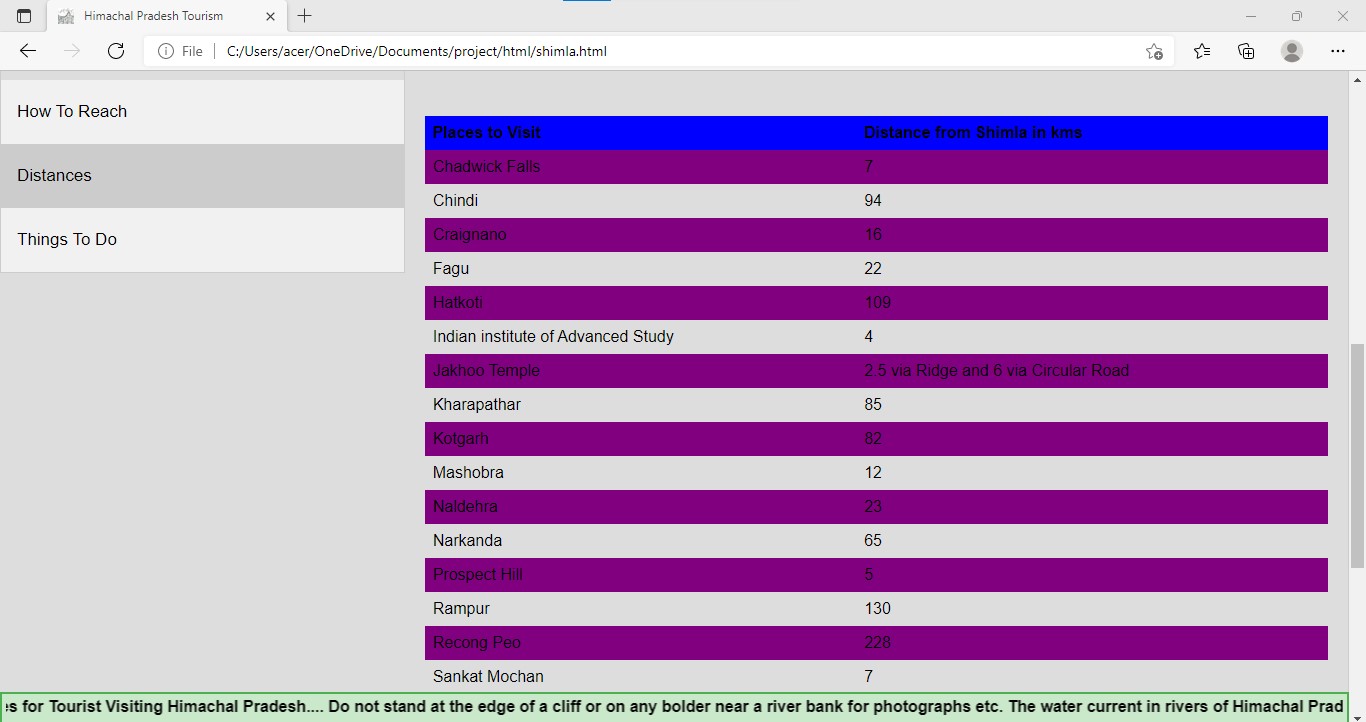 Himachal Pradesh Tourism
File C:/Users/acer/OneDrive/Documents/project/html/shimla.html
How To Reach
Distances
Things To Do
Places to Visit Distance from Shimla in kms
Chadwick Falls 7
Chindi 94
Craignano 16
Fagu 22
Hatkoti 109
Indian institute of Advanced Study 4
Jakhoo Temple 2.5 via Ridge and 6 via Circular Road
Kharapathar 85
Kotgarh 82
Mashobra 12
Naldehra 23
Narkanda 65
Prospect Hill 5
Rampur 130
Recong Peo 228
Sankat Mochan 7
for Tourist Visiting Himachal Pradesh.... Do not stand at the edge of a cliff or on any bolder near a river bank for photographs etc. The water current in rivers of Himachal Prad